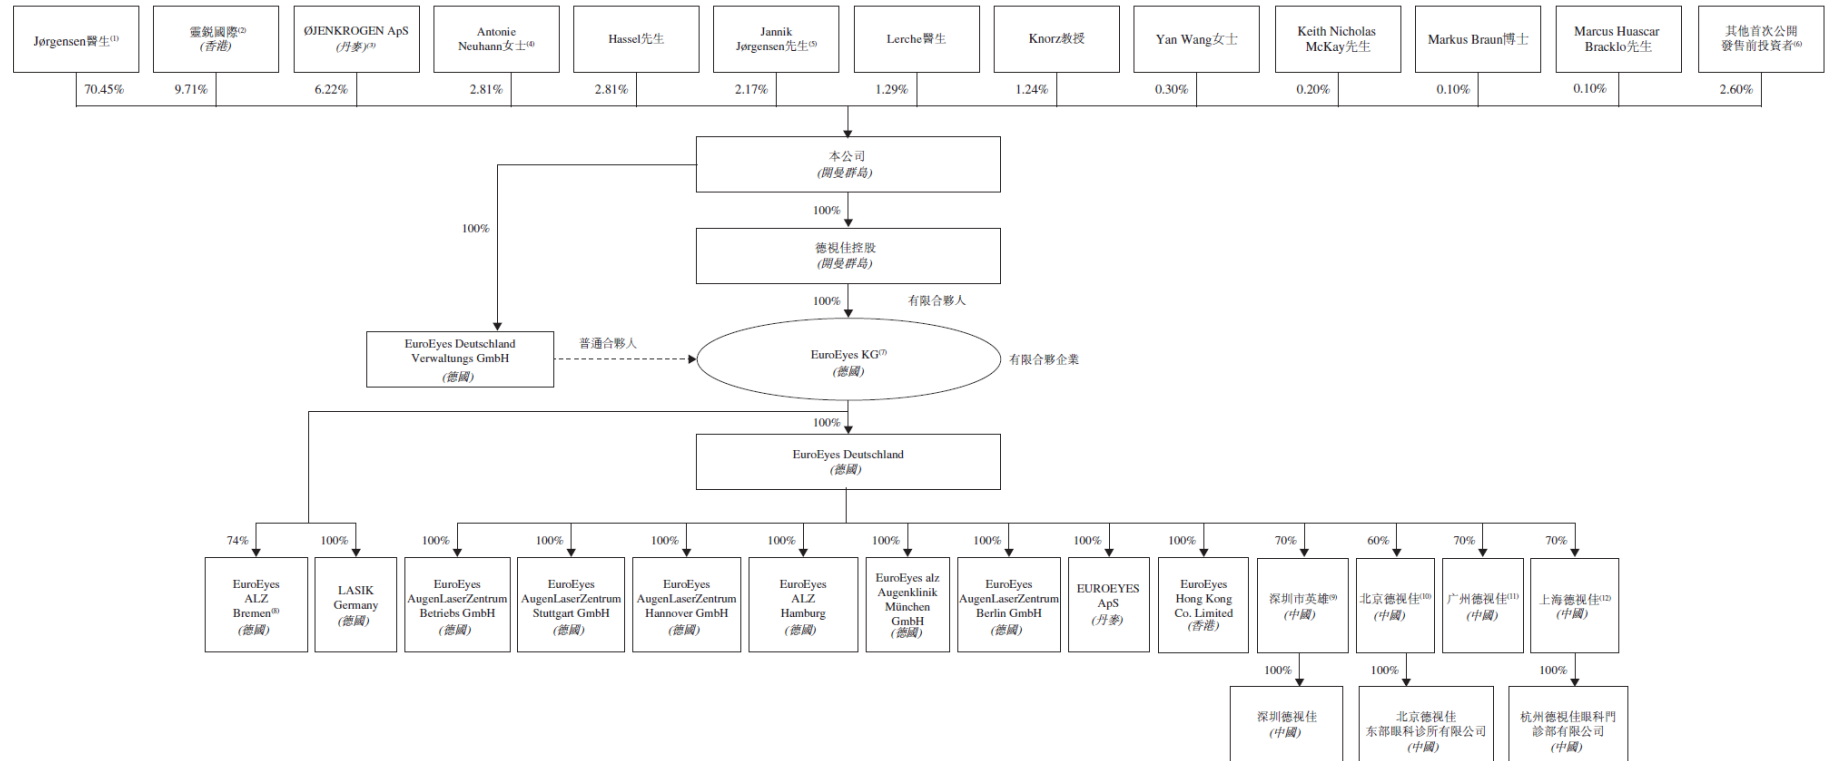 Jørgensen醫生⁽¹⁾
靈銳國際⁽²⁾
(香港)
ØJENKROGEN ApS
(丹麥)⁽³⁾
Antonie
Neuhann女士⁽⁴⁾
Hassel先生
Jannik
Jørgensen先生⁽⁵⁾
Lerche醫生
Knorz教授
Yan Wang女士
Keith Nicholas
McKay先生
Markus Braun博士
Marcus Huascar
Bracklo先生
其他首次公開
發售前投資者⁽⁶⁾
70.45%
9.71%
6.22%
2.81%
2.81%
2.17%
1.29%
1.24%
0.30%
0.20%
0.10%
0.10%
2.60%
本公司
(開曼群島)
100%
100%
德視佳控股
(開曼群島)
100%
有限合夥人
EuroEyes Deutschland
Verwaltungs GmbH
(德國)
普通合夥人
EuroEyes KG⁽⁷⁾
(德國)
有限合夥企業
100%
EuroEyes Deutschland
(德國)
74%
100%
100%
100%
100%
100%
100%
100%
100%
100%
70%
60%
70%
70%
EuroEyes
ALZ
Bremen⁽⁸⁾
(德國)
LASIK
Germany
(德國)
EuroEyes
AugenLaserZentrum
Betriebs GmbH
(德國)
EuroEyes
AugenLaserZentrum
Stuttgart GmbH
(德國)
EuroEyes
AugenLaserZentrum
Hannover GmbH
(德國)
EuroEyes
ALZ
Hamburg
(德國)
EuroEyes alz
Augenklinik
München
GmbH
(德國)
EuroEyes
AugenLaserZentrum
Berlin GmbH
(德國)
EUROEYES
ApS
(丹麥)
EuroEyes
Hong Kong
Co. Limited
(香港)
深圳市英雄⁽⁹⁾
(中國)
北京德视佳⁽¹⁰⁾
(中國)
广州德视佳⁽¹¹⁾
(中國)
上海德视佳⁽¹²⁾
(中國)
100%
100%
100%
深圳德视佳
(中國)
北京德视佳
东部眼科诊所有限公司
(中國)
杭州德視佳眼科門
診部有限公司
(中國)